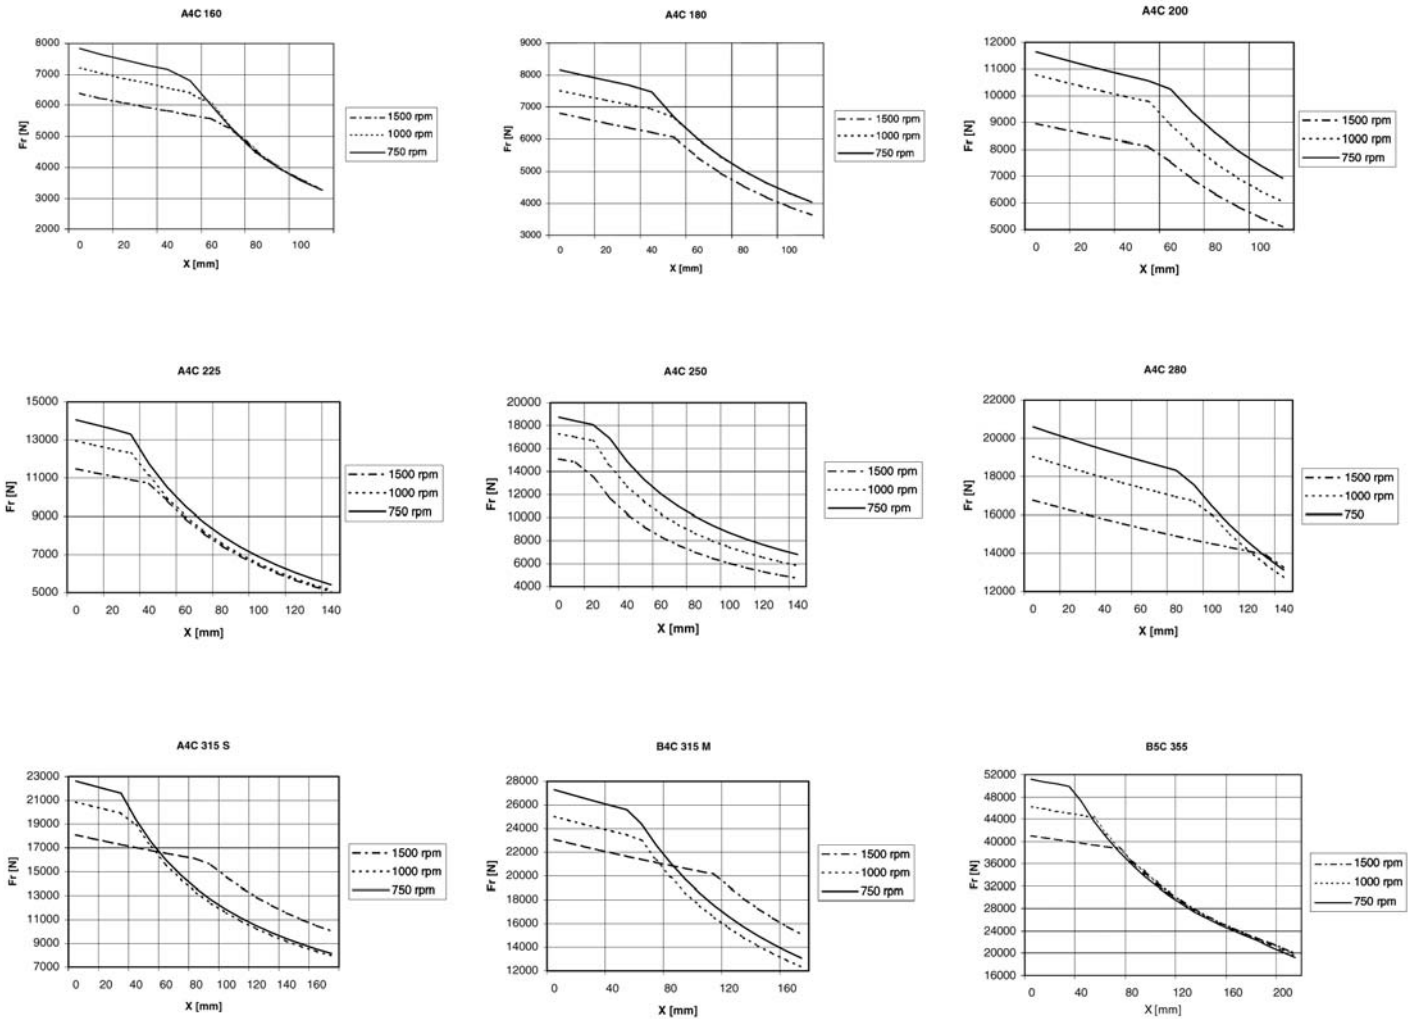 A4C 160
8000
7000
6000
5000
4000
3000
2000
Fr [N]
0 20 40 60 80 100
X [mm]
1500 rpm
1000 rpm
750 rpm
A4C 180
9000
8000
7000
6000
5000
4000
3000
Fr [N]
0 20 40 60 80 100
X [mm]
1500 rpm
1000 rpm
750 rpm
A4C 200
12000
11000
10000
9000
8000
7000
6000
5000
Fr [N]
0 20 40 60 80 100
X [mm]
1500 rpm
1000 rpm
750 rpm
A4C 225
15000
13000
11000
9000
7000
5000
Fr [N]
0 20 40 60 80 100 120 140
X [mm]
1500 rpm
1000 rpm
750 rpm
A4C 250
20000
18000
16000
14000
12000
10000
8000
6000
4000
Fr [N]
0 20 40 60 80 100 120 140
X [mm]
1500 rpm
1000 rpm
750 rpm
A4C 280
22000
20000
18000
16000
14000
12000
Fr [N]
0 20 40 60 80 100 120 140
X [mm]
1500 rpm
1000 rpm
750
A4C 315 S
23000
21000
19000
17000
15000
13000
11000
9000
7000
Fr [N]
0 20 40 60 80 100 120 140 160
X [mm]
1500 rpm
1000 rpm
750 rpm
B4C 315 M
28000
26000
24000
22000
20000
18000
16000
14000
12000
Fr [N]
0 40 80 120 160
X [mm]
1500 rpm
1000 rpm
750 rpm
B5C 355
52000
48000
44000
40000
36000
32000
28000
24000
20000
16000
Fr [N]
0 40 80 120 160 200
X [mm]
1500 rpm
1000 rpm
750 rpm